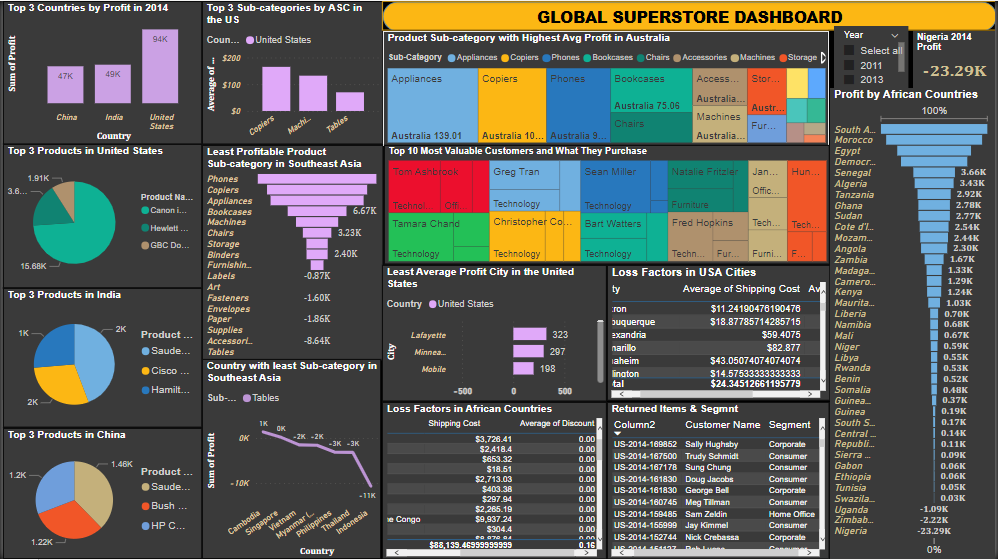 GLOBAL SUPERSTORE DASHBOARD
Top 3 Countries by Profit in 2014
Sum of Profit
47K
49K
94K
China
India
United
States
Country
Top 3 Sub-categories by ASC in
the US
Coun...
United States
Average of ...
$200
$100
$0
Copiers
Machi...
Tables
Product Sub-category with Highest Avg Profit in Australia
Sub-Category
Appliances
Copiers
Phones
Bookcases
Chairs
Accessories
Machines
Storage
Appliances
Australia 139.01
Copiers
Australia 10...
Phones
Australia 9...
Bookcases
Australia 75.06
Chairs
Access...
Australia...
Machines
Australia...
Stor...
Austr...
Fur...
Year
Select all
2011
2013
Nigeria 2014
Profit
-23.29K
Profit by African Countries
100%
South A...
Morocco
Egypt
Democr...
Senegal 3.66K
Algeria 3.43K
Tanzania 2.92K
Ghana 2.78K
Sudan 2.77K
Cote d'I... 2.54K
Mozam... 2.44K
Angola 2.30K
Zambia 1.67K
Madaga... 1.33K
Camero... 1.29K
Kenya 1.24K
Maurita... 1.03K
Liberia 0.70K
Namibia 0.68K
Mali 0.67K
Niger 0.59K
Libya 0.55K
Rwanda 0.53K
Benin 0.52K
Somalia 0.48K
Guinea... 0.37K
Guinea 0.19K
South S... 0.17K
Central ... 0.14K
Republi... 0.11K
Sierra ... 0.09K
Gabon 0.06K
Ethiopia 0.06K
Tunisia 0.05K
Swazila... 0.03K
Uganda -1.09K
Zimbab... -2.22K
Nigeria -23.29K
0%
Top 3 Products in United States
1.91K
3.6...
15.68K
Product Na...
Canon i...
Hewlett ...
GBC Do...
Least Profitable Product
Sub-category in Southeast Asia
Phones
Copiers
Appliances
Bookcases 6.67K
Machines
Chairs 3.23K
Storage
Binders 2.40K
Furnishin...
Labels -0.87K
Art
Fasteners -1.60K
Envelopes
Paper -1.86K
Supplies
Accessori... -8.64K
Tables
Top 10 Most Valuable Customers and What They Purchase
Tom Ashbrook
Techno...
Off...
Tamara Chand
Technology
Greg Tran
Technology
Christopher Co...
Technology
Sean Miller
Technology
Bart Watters
Technology
Natalie Fritzler
Furniture
Fred Hopkins
Techn...
Fur...
Jan...
Offic...
Tech...
Furni...
Hun...
Tech...
F...
Top 3 Products in India
1K
2K
2K
Product ...
Saude...
Cisco ...
Hamilt...
Least Average Profit City in the United
States
Country
United States
City
Lafayette 323
Minnea... 297
Mobile 198
-500
0
500
Loss Factors in USA Cities
ty Average of Shipping Cost Av
ron $11.24190476190476
buquerque $18.87785714285715
exandria $59.4075
marillo $82.877
aheim $43.05074074074074
lington $14.57533333333333
tal $24.34512661195779
Country with least Sub-category in
Southeast Asia
Sub-...
Tables
Sum of Profit
0K
-10K
1K
0K
-2K
-2K
-3K
-3K
-11K
Cambodia
Singapore
Vietnam
Myanmar (...
Philippines
Thailand
Indonesia
Country
Top 3 Products in China
1.2K
1.46K
1.22K
Product ...
Saude...
Bush ...
HP C...
Loss Factors in African Countries
Shipping Cost Average of Discount
$3,726.41 0.00
$2,418.4 0.00
$653.32 0.00
$18.51 0.00
$2,713.03 0.00
$403.38 0.00
$297.94 0.00
$2,265.19 0.00
e Congo $9,937.24 0.00
$304.4 0.00
$88,139.46999999999 0.16
Returned Items & Segmnt
Column2 Customer Name Segment
US-2014-169852 Sally Hughsby Corporate
US-2014-167500 Trudy Schmidt Consumer
US-2014-167178 Sung Chung Consumer
US-2014-161830 Doug Jacobs Consumer
US-2014-161830 George Bell Corporate
US-2014-160745 Meg Tillman Consumer
US-2014-159485 Sam Zeldin Home Office
US-2014-155999 Jay Kimmel Consumer
US-2014-152744 Nick Crebassa Corporate